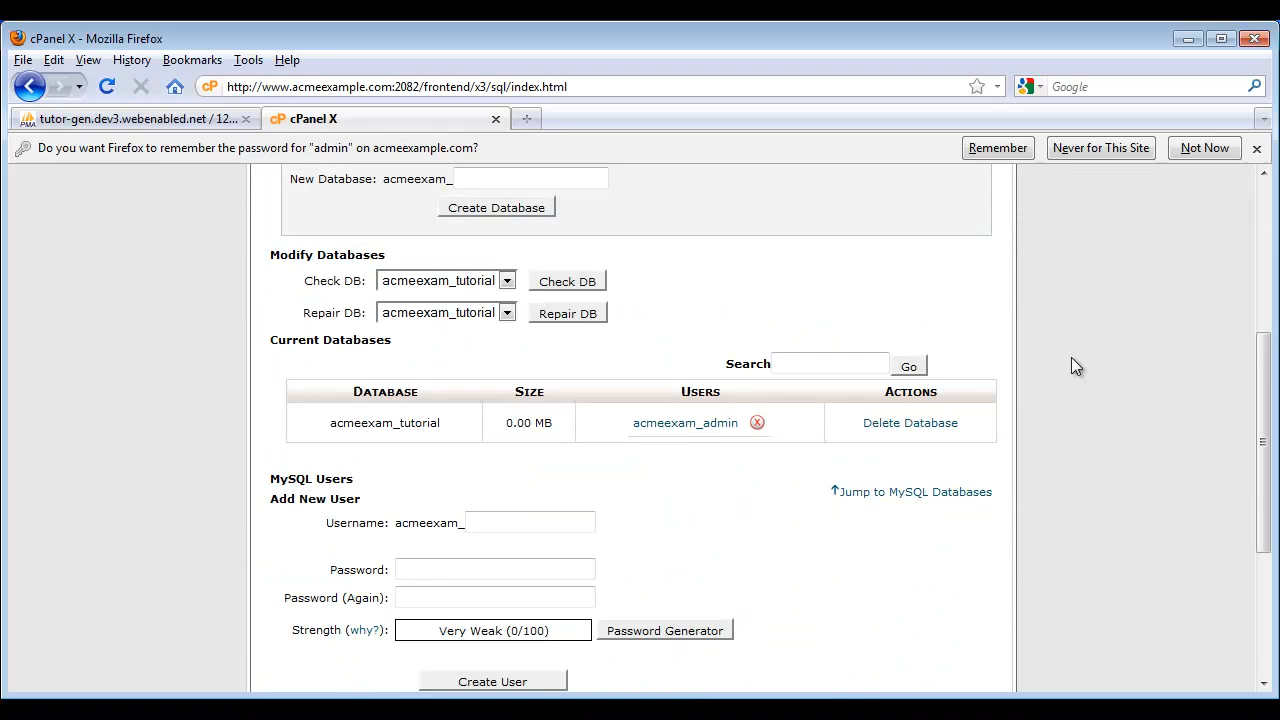 cPanel X - Mozilla Firefox
File Edit View History Bookmarks Tools Help
cP http://www.acmeexample.com:2082/frontend/x3/sql/index.html Google
PMA tutor-gen.dev3.webenabled.net / 12... cP cPanel X
Do you want Firefox to remember the password for "admin" on acmeexample.com? Remember Never for This Site Not Now
New Database: acmeexam_
Create Database
Modify Databases
Check DB: acmeexam_tutorial Check DB
Repair DB: acmeexam_tutorial Repair DB
Current Databases
Search Go
DATABASE SIZE USERS ACTIONS
acmeexam_tutorial 0.00 MB acmeexam_admin Delete Database
MySQL Users
Jump to MySQL Databases
Add New User
Username: acmeexam_
Password:
Password (Again):
Strength (why?): Very Weak (0/100) Password Generator
Create User